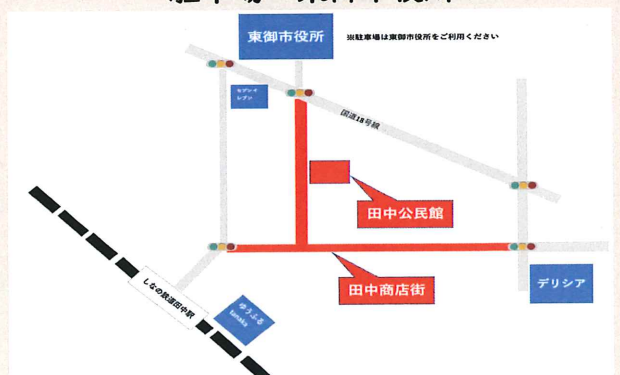 東御市役所
※駐車場は東御市役所をご利用ください
セブンイレブン
国道18号線
田中公民館
田中商店街
デリシア
しなの鉄道田中駅
ゆうふる
tanaka